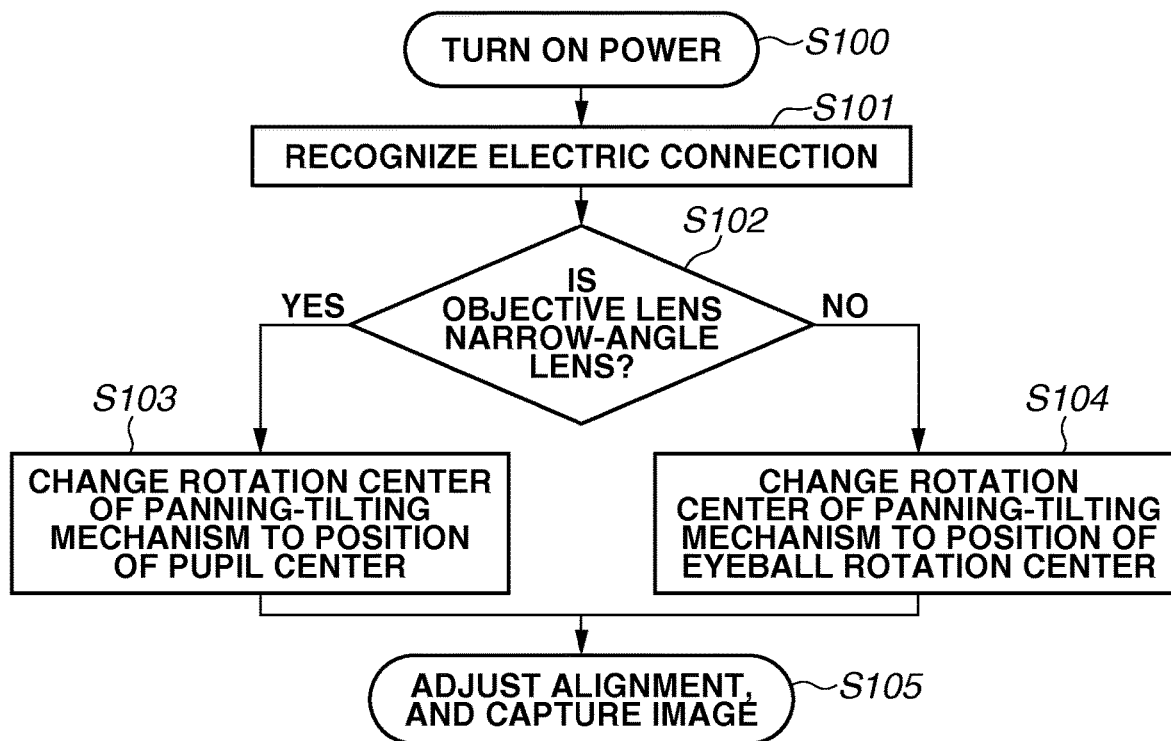 TURN ON POWER
S100
S101
RECOGNIZE ELECTRIC CONNECTION
S102
IS
OBJECTIVE LENS
NARROW-ANGLE
LENS?
YES
NO
S103
CHANGE ROTATION CENTER
OF PANNING-TILTING
MECHANISM TO POSITION
OF PUPIL CENTER
S104
CHANGE ROTATION
CENTER OF PANNING-TILTING
MECHANISM TO POSITION OF
EYEBALL ROTATION CENTER
ADJUST ALIGNMENT,
AND CAPTURE IMAGE
S105